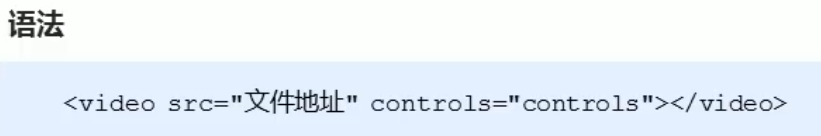 语法
<video src="文件地址" controls="controls"></video>